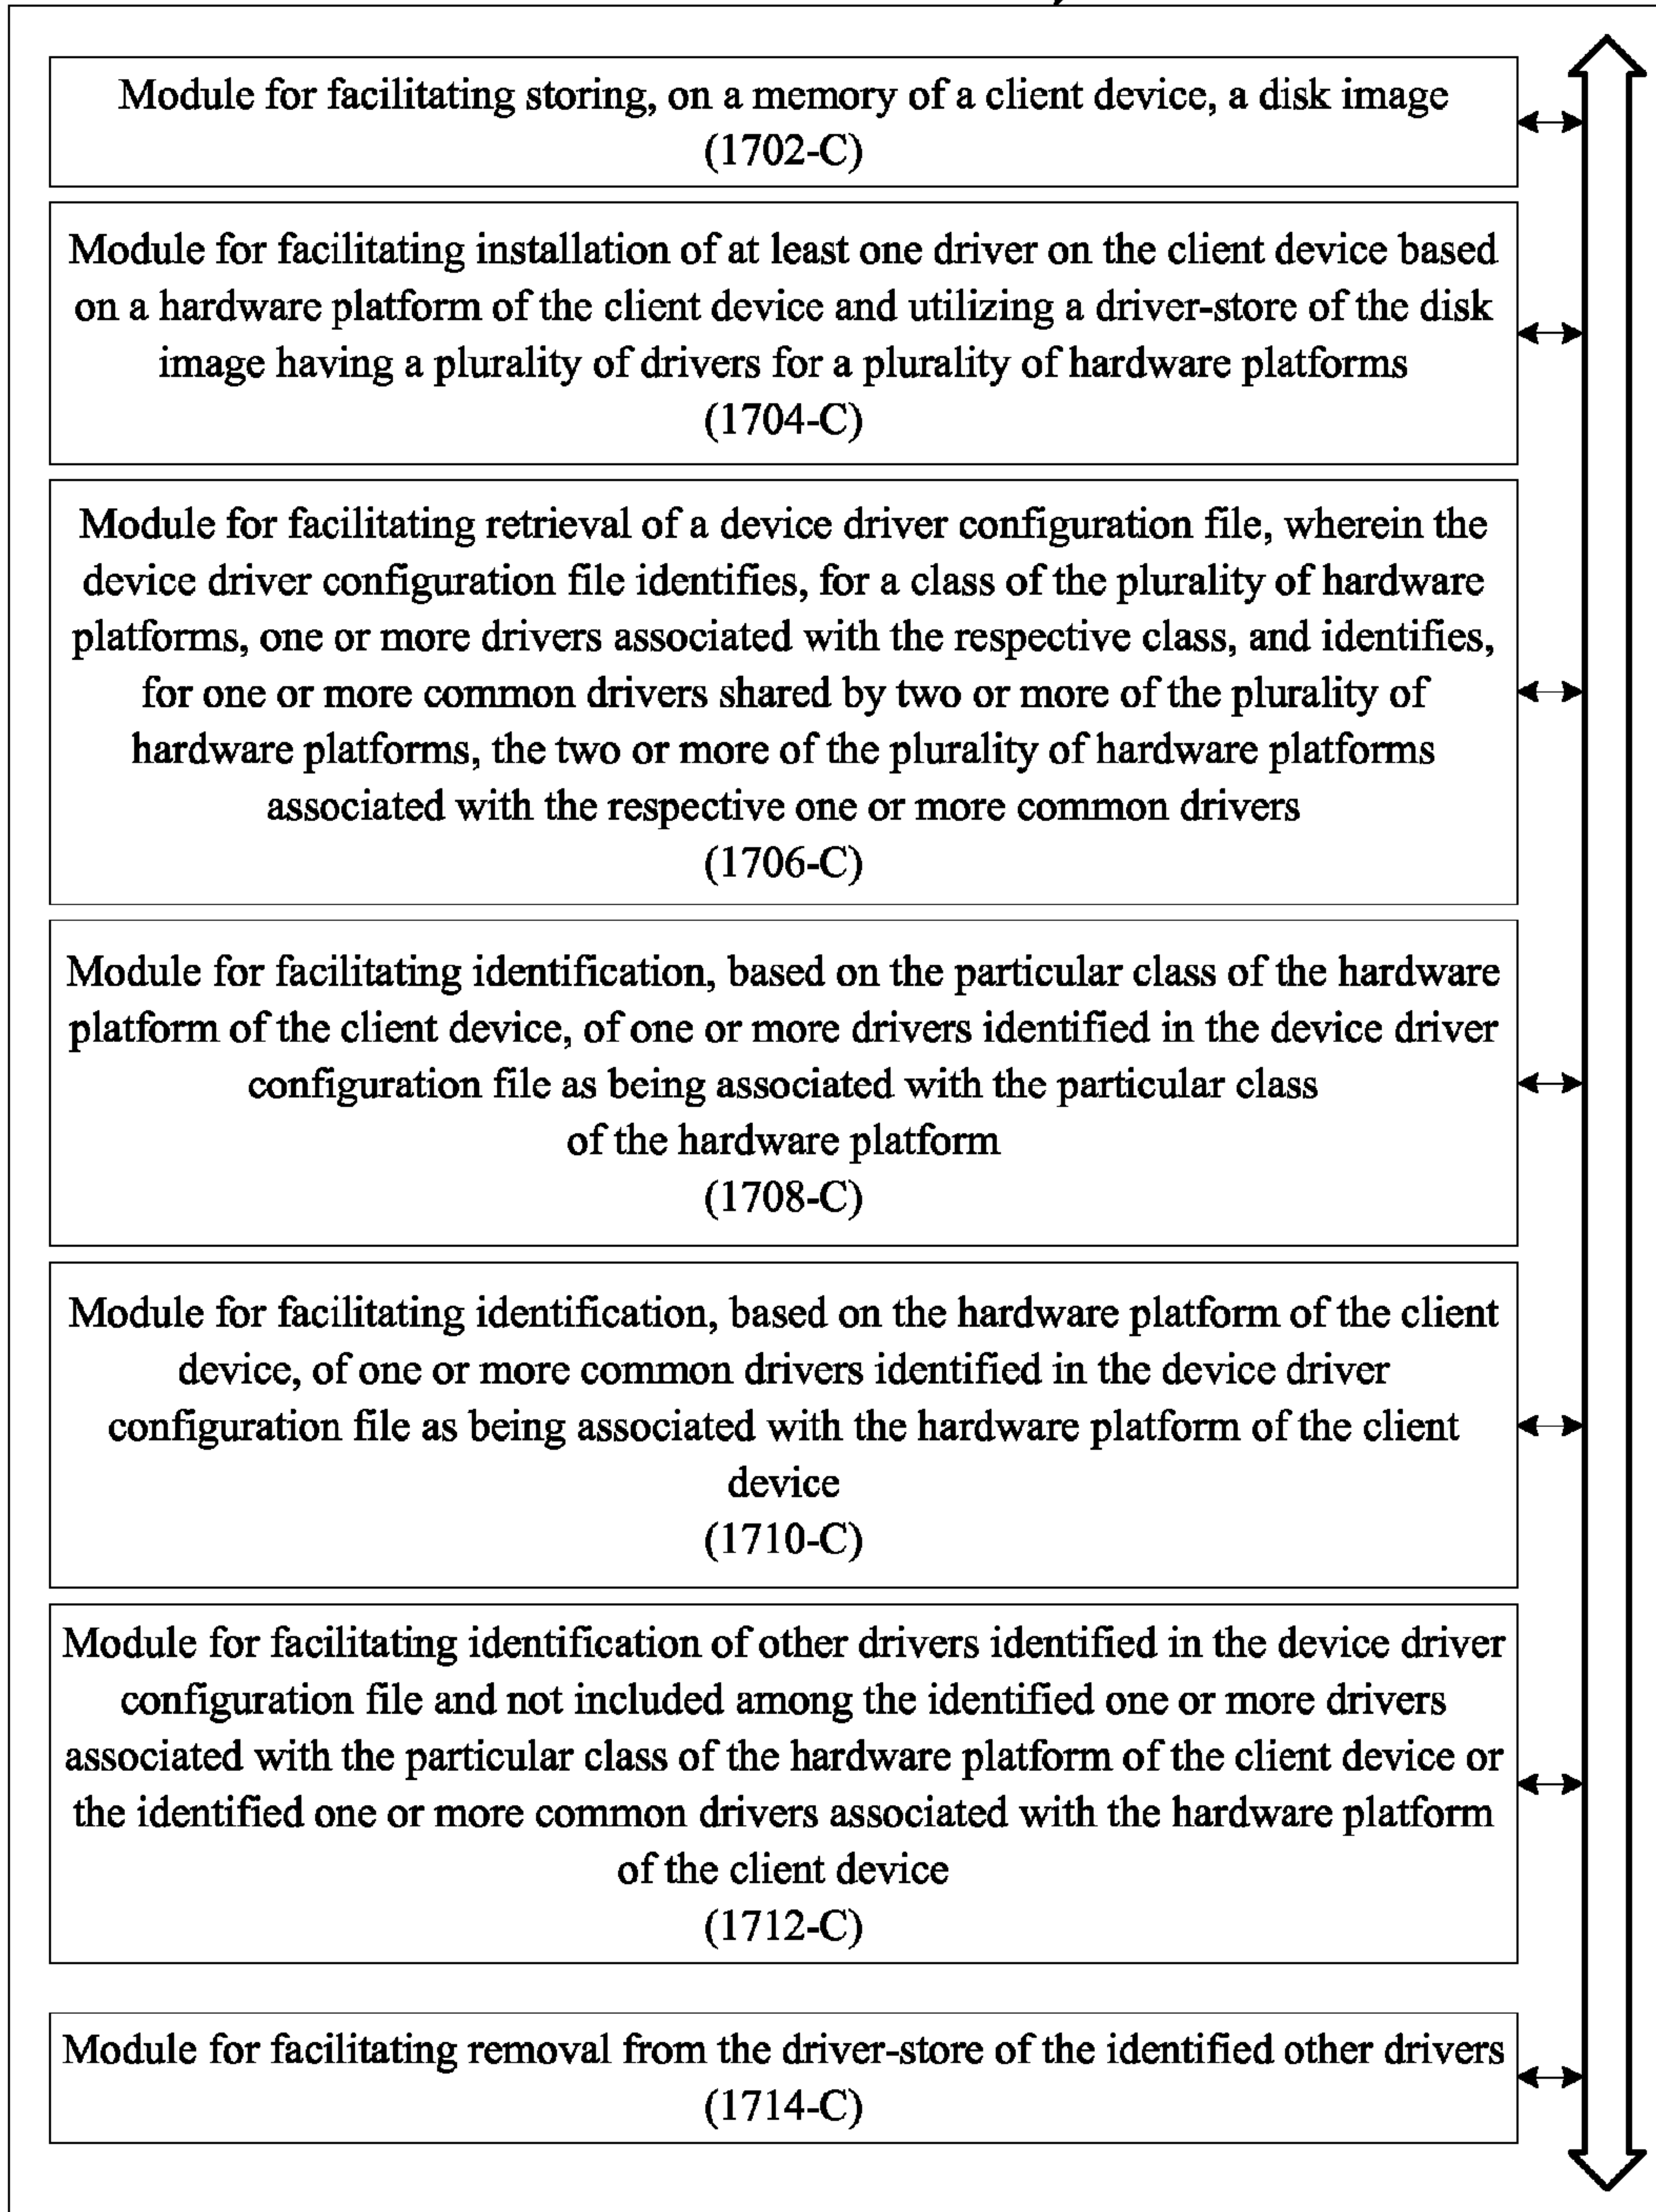 Module for facilitating storing, on a memory of a client device, a disk image
(1702-C)
Module for facilitating installation of at least one driver on the client device based
on a hardware platform of the client device and utilizing a driver-store of the disk
image having a plurality of drivers for a plurality of hardware platforms
(1704-C)
Module for facilitating retrieval of a device driver configuration file, wherein the
device driver configuration file identifies, for a class of the plurality of hardware
platforms, one or more drivers associated with the respective class, and identifies,
for one or more common drivers shared by two or more of the plurality of
hardware platforms, the two or more of the plurality of hardware platforms
associated with the respective one or more common drivers
(1706-C)
Module for facilitating identification, based on the particular class of the hardware
platform of the client device, of one or more drivers identified in the device driver
configuration file as being associated with the particular class
of the hardware platform
(1708-C)
Module for facilitating identification, based on the hardware platform of the client
device, of one or more common drivers identified in the device driver
configuration file as being associated with the hardware platform of the client
device
(1710-C)
Module for facilitating identification of other drivers identified in the device driver
configuration file and not included among the identified one or more drivers
associated with the particular class of the hardware platform of the client device or
the identified one or more common drivers associated with the hardware platform
of the client device
(1712-C)
Module for facilitating removal from the driver-store of the identified other drivers
(1714-C)